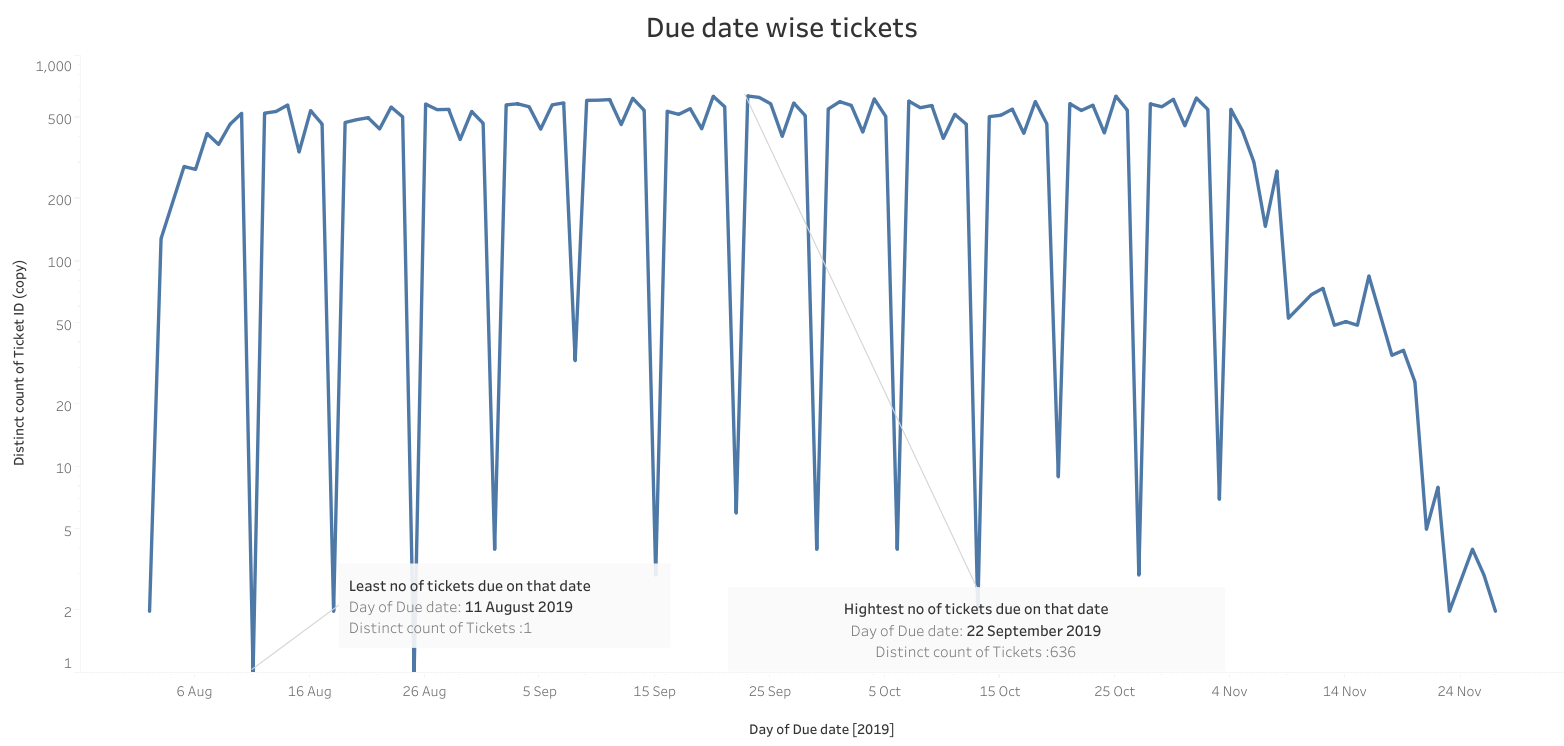 Due date wise tickets
Distinct count of Ticket ID (copy)
1,000
500
200
100
50
20
10
5
2
1
Least no of tickets due on that date
Day of Due date: 11 August 2019
Distinct count of Tickets :1
Hightest no of tickets due on that date
Day of Due date: 22 September 2019
Distinct count of Tickets :636
6 Aug 16 Aug 26 Aug 5 Sep 15 Sep 25 Sep 5 Oct 15 Oct 25 Oct 4 Nov 14 Nov 24 Nov
Day of Due date [2019]